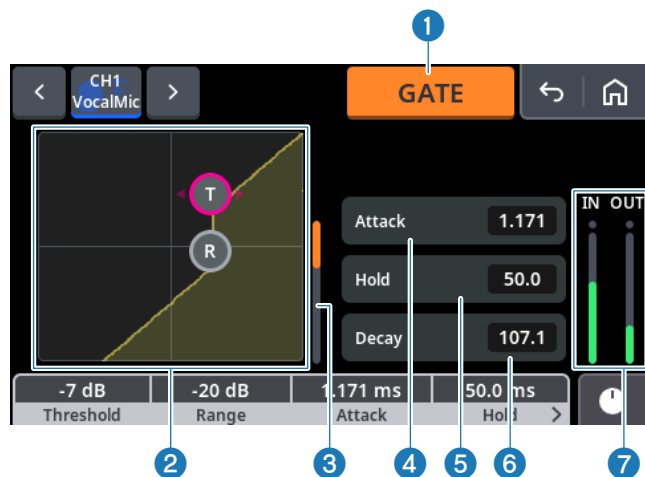 1
CH1
VocalMic
GATE
T
R
IN OUT
Attack 1.171
Hold 50.0
Decay 107.1
-7 dB -20 dB 1.171 ms 50.0 ms
Threshold Range Attack Hold
2 3 4 5 6 7